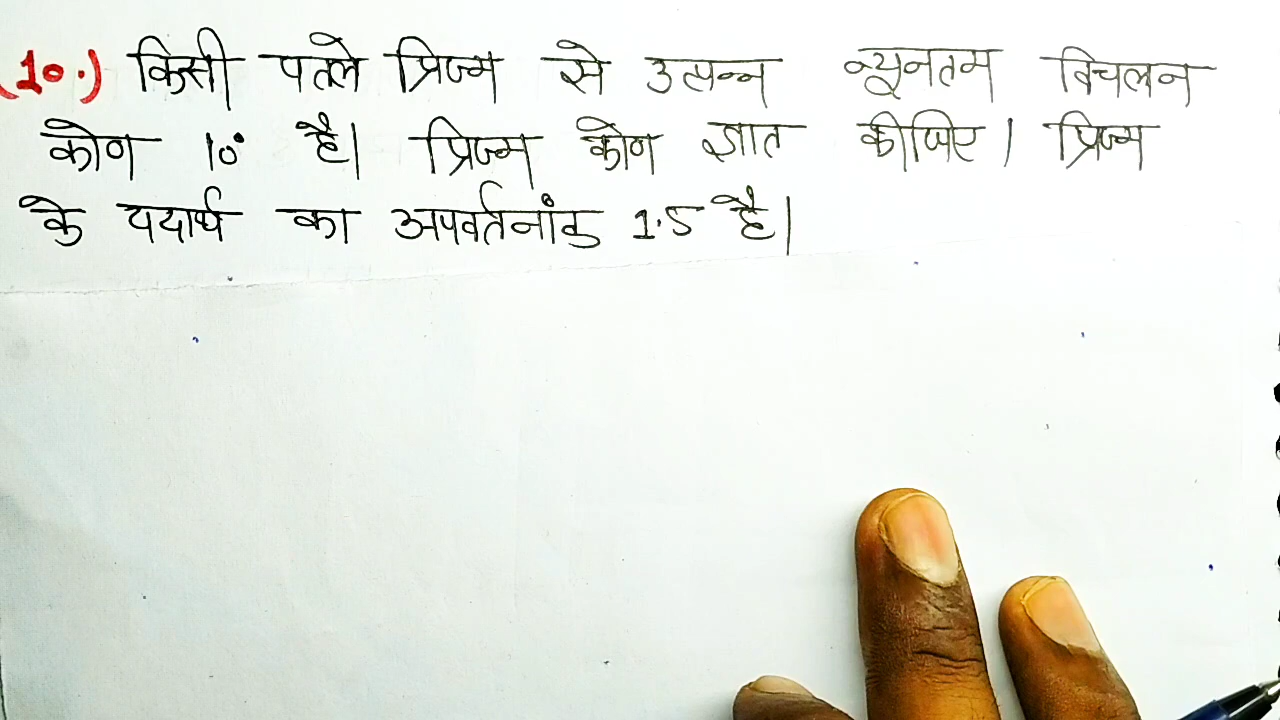 (10.) किसी पतले प्रिज्म से उत्पन्न न्यूनतम विचलन
कोण 10° है। प्रिज्म कोण ज्ञात कीजिए। प्रिज्म
के पदार्थ का अपवर्तनांक 1.5 है।